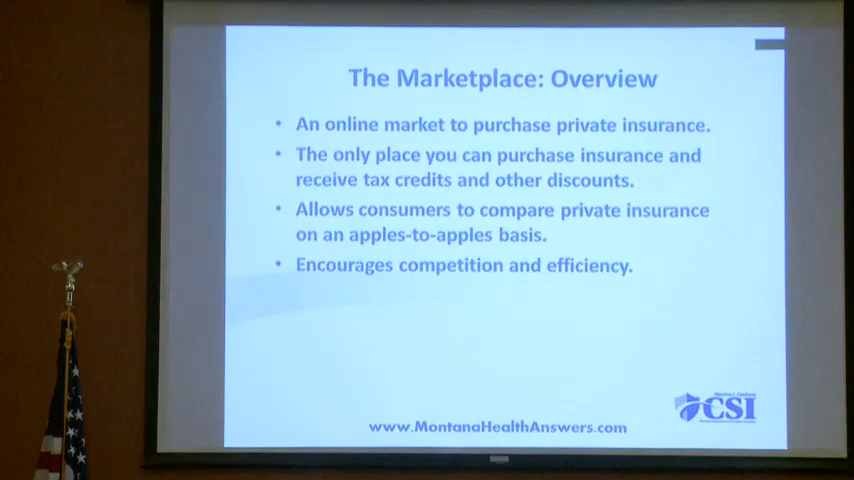 The Marketplace: Overview
• An online market to purchase private insurance.
• The only place you can purchase insurance and
receive tax credits and other discounts.
• Allows consumers to compare private insurance
on an apples-to-apples basis.
• Encourages competition and efficiency.
CSI
www.MontanaHealthAnswers.com